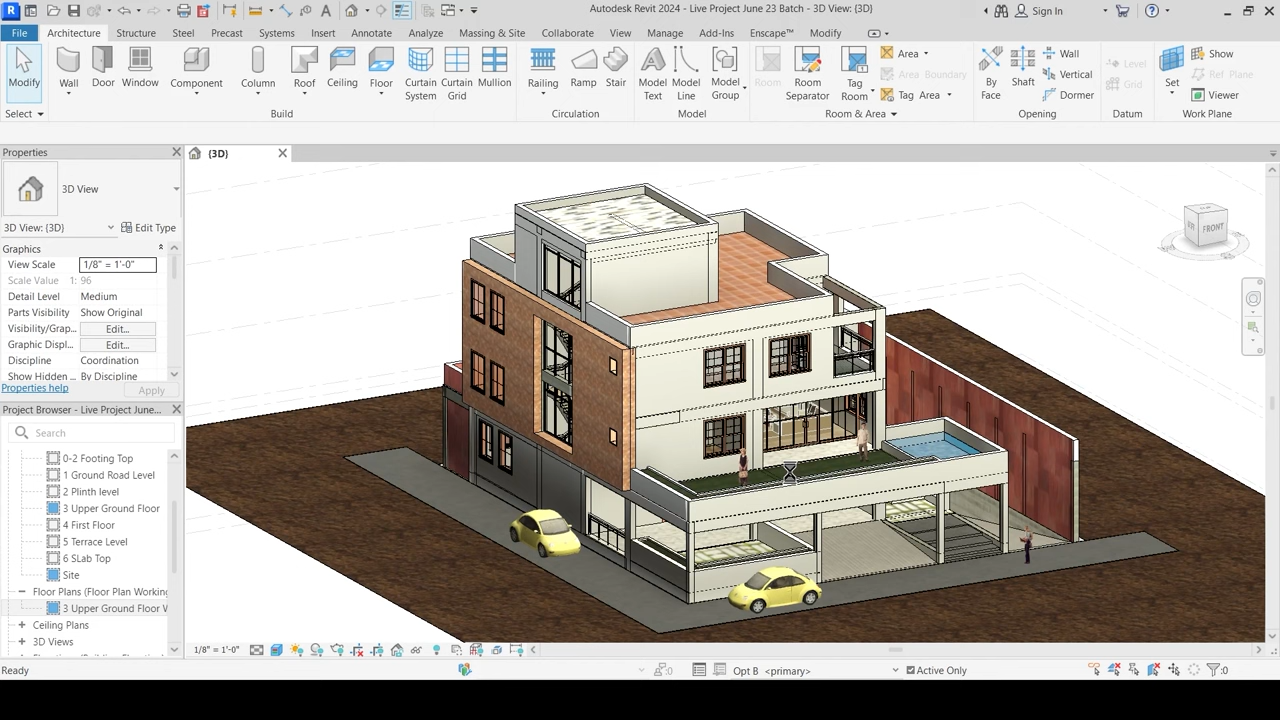 Autodesk Revit 2024 - Live Project June 23 Batch - 3D View: {3D}
Sign In
File Architecture Structure Steel Precast Systems Insert Annotate Analyze Massing & Site Collaborate View Manage Add-Ins Enscape™ Modify
Modify Wall Door Window Component Column Roof Ceiling Floor Curtain System Curtain Grid Mullion Railing Ramp Stair Model Text Model Line Model Group Room Room Separator Tag Room Area Area Boundary Tag Area By Face Shaft Wall Vertical Dormer Level Grid Set Show Ref Plane Viewer
Select Build Circulation Model Room & Area Opening Datum Work Plane
Properties
{3D}
3D View
3D View: {3D} Edit Type
Graphics
View Scale 1/8" = 1'-0"
Scale Value 1: 96
Detail Level Medium
Parts Visibility Show Original
Visibility/Grap... Edit...
Graphic Displ... Edit...
Discipline Coordination
Show Hidden ... By Discipline
Properties help Apply
Project Browser - Live Project June...
Search
0-2 Footing Top
1 Ground Road Level
2 Plinth level
3 Upper Ground Floor
4 First Floor
5 Terrace Level
6 SLab Top
Site
Floor Plans (Floor Plan Working
3 Upper Ground Floor W
Ceiling Plans
3D Views
FRONT
1/8" = 1'-0"
Ready
:0
Opt B <primary>
Active Only
:0